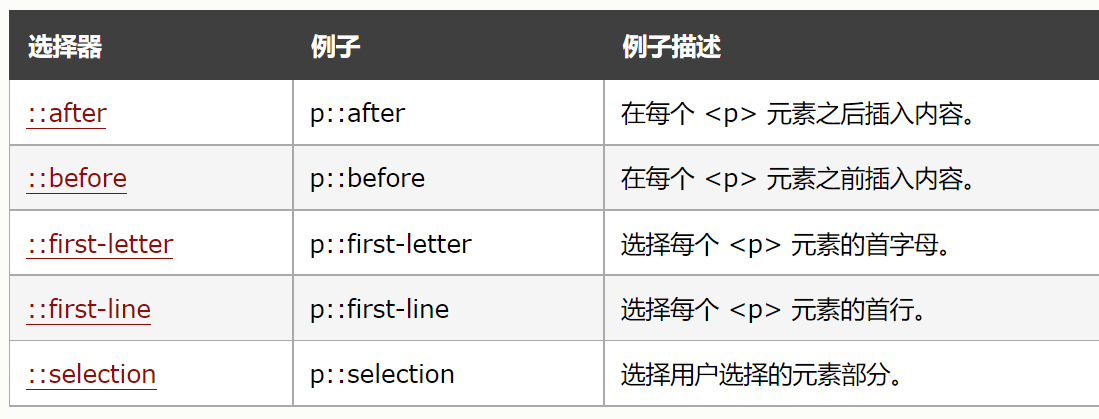 选择器 例子 例子描述
::after p::after 在每个 <p> 元素之后插入内容。
::before p::before 在每个 <p> 元素之前插入内容。
::first-letter p::first-letter 选择每个 <p> 元素的首字母。
::first-line p::first-line 选择每个 <p> 元素的首行。
::selection p::selection 选择用户选择的元素部分。